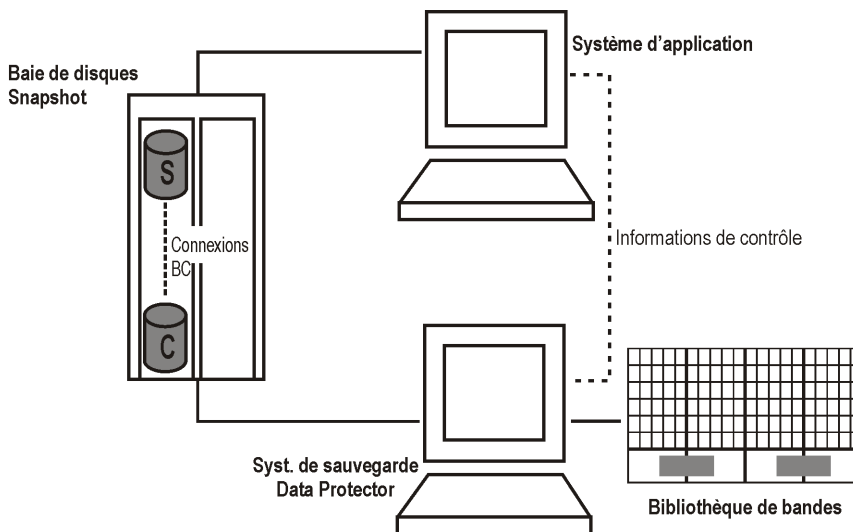 Système d'application
Baie de disques
Snapshot
S
Connexions
BC
Informations de contrôle
C
Syst. de sauvegarde
Data Protector
Bibliothèque de bandes